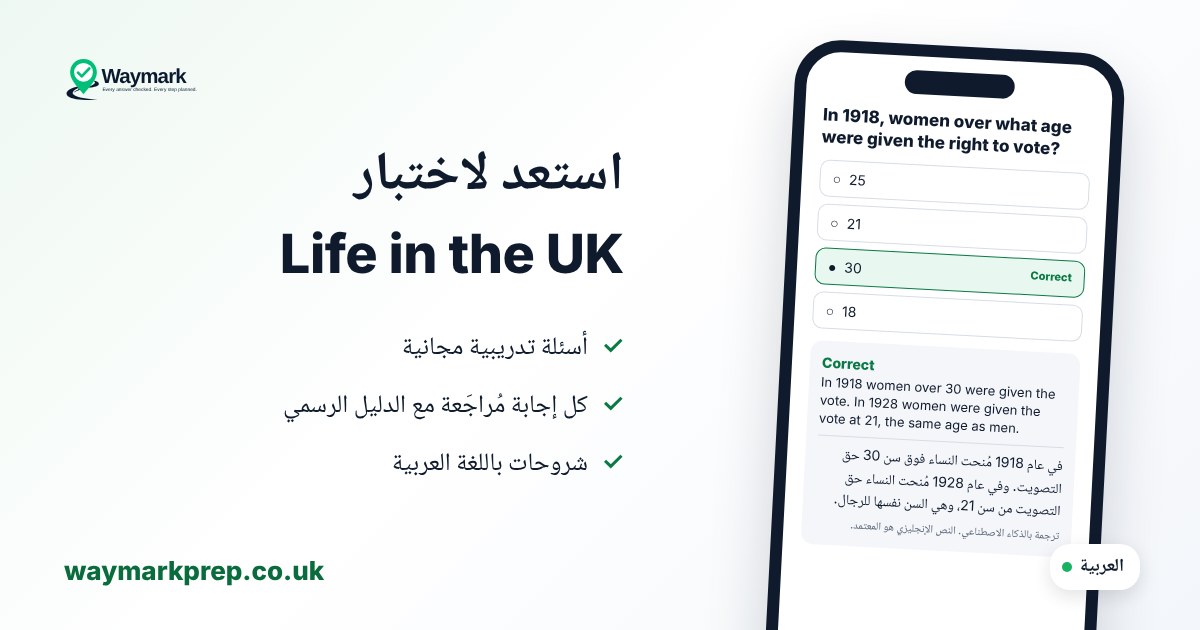 Waymark
Every answer checked. Every step planned.
استعد لاختبار
Life in the UK
أسئلة تدريبية مجانية
كل إجابة مُراجَعة مع الدليل الرسمي
شروحات باللغة العربية
waymarkprep.co.uk
In 1918, women over what age
were given the right to vote?
25
21
30
Correct
18
Correct
In 1918 women over 30 were given the
vote. In 1928 women were given the
vote at 21, the same age as men.
في عام 1918 مُنحت النساء فوق سن 30 حق
التصويت. وفي عام 1928 مُنحت النساء حق
التصويت من سن 21، وهي السن نفسها للرجال.
ترجمة بالذكاء الاصطناعي. النص الإنجليزي هو المعتمد.
العربية